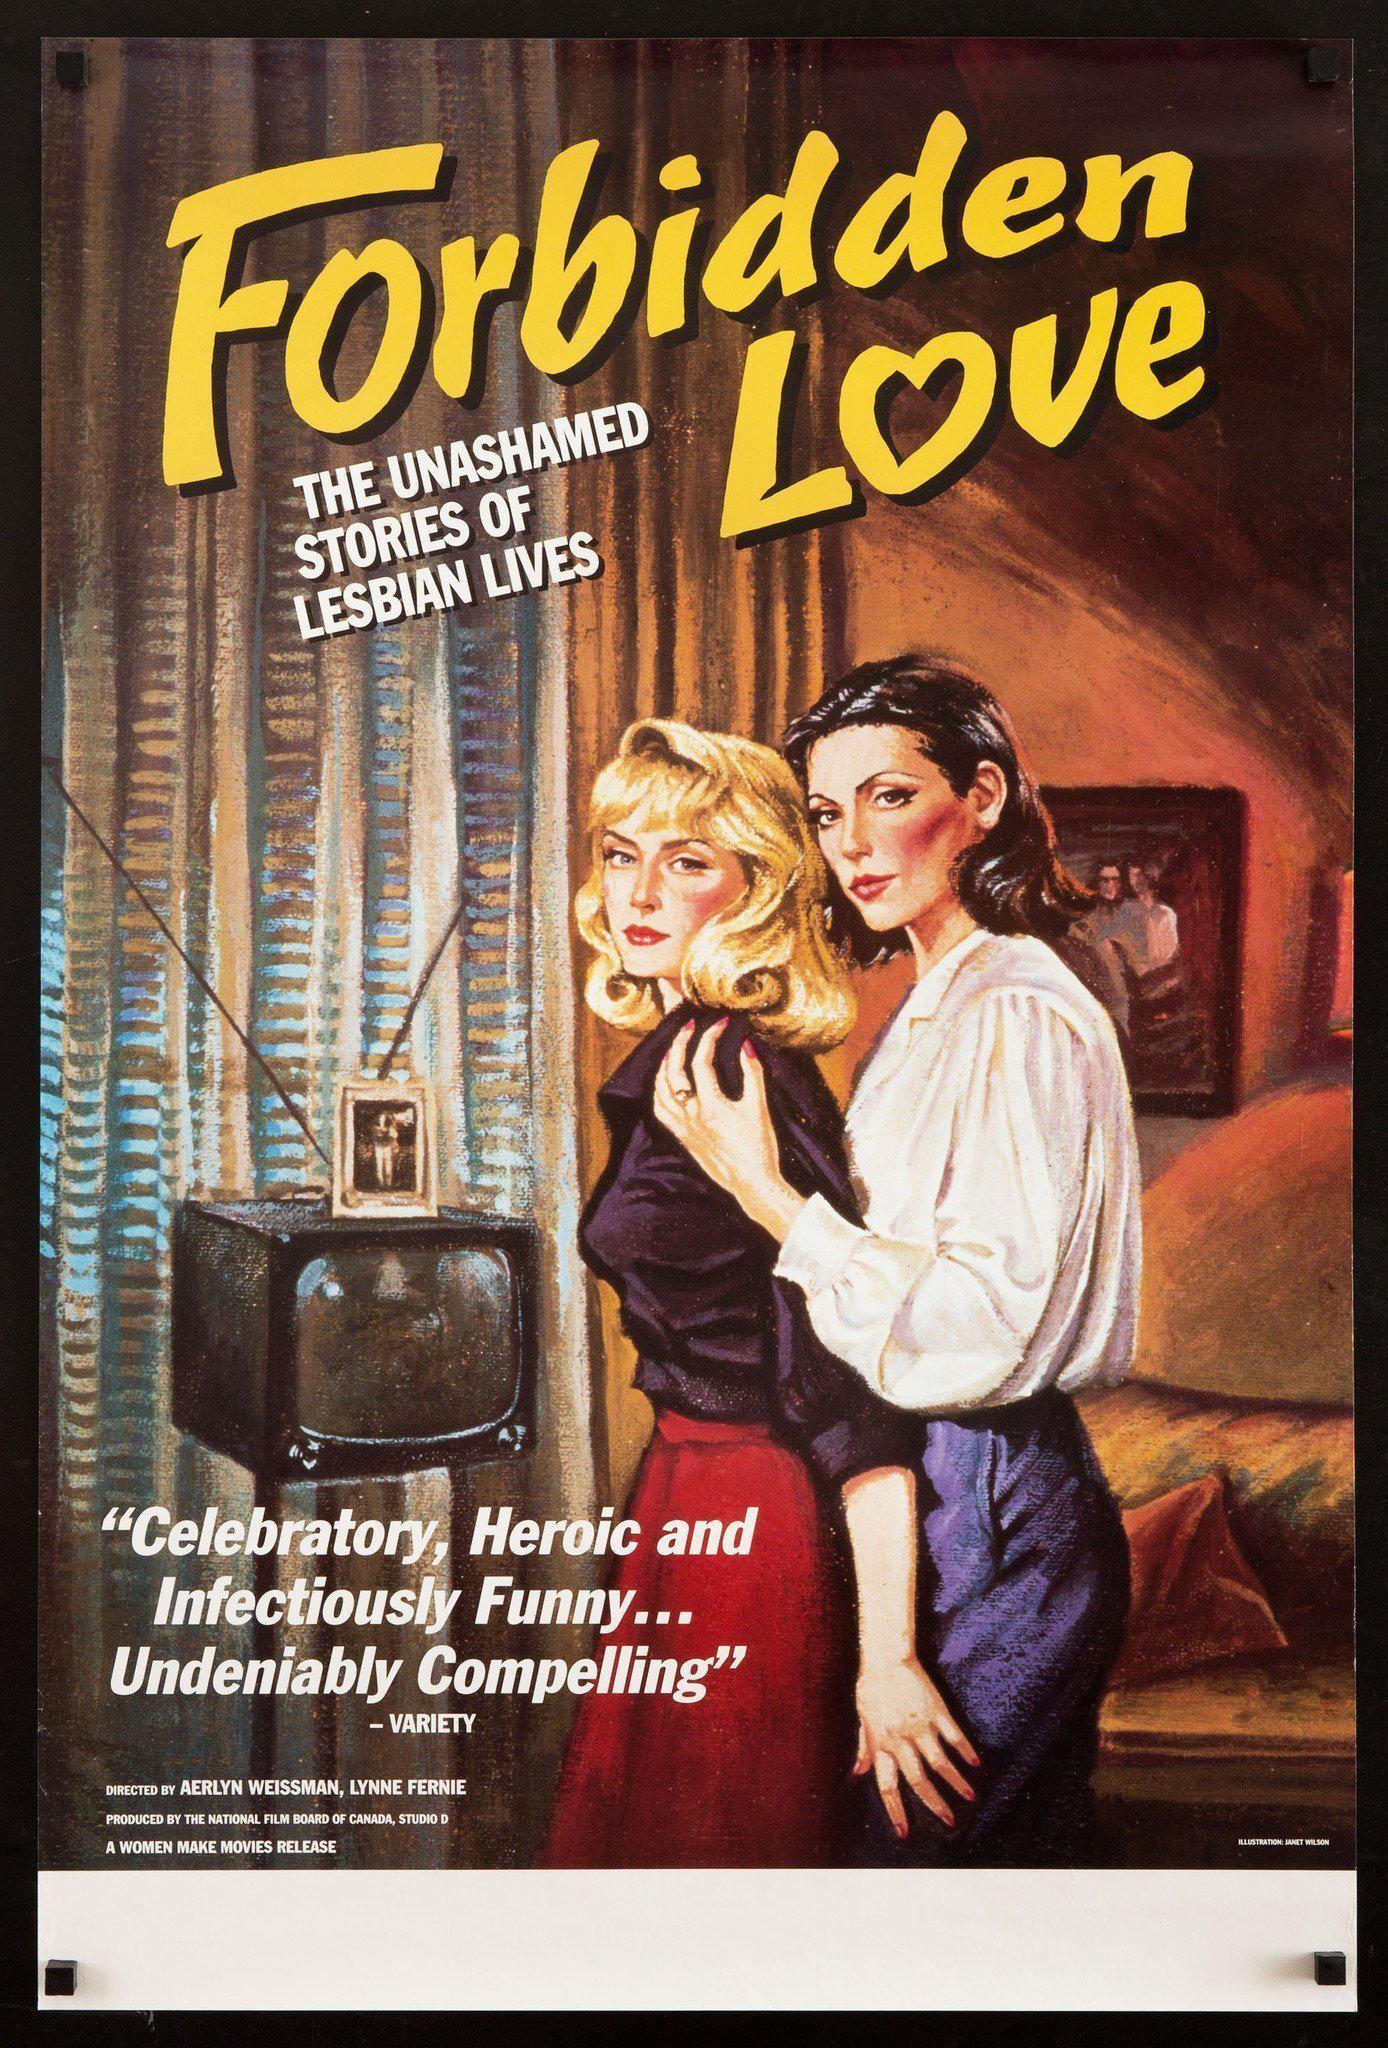 Forbidden
Love
THE UNASHAMED
STORIES OF
LESBIAN LIVES
“Celebratory, Heroic and
Infectiously Funny...
Undeniably Compelling”
– VARIETY
DIRECTED BY AERLYN WEISSMAN, LYNNE FERNIE
PRODUCED BY THE NATIONAL FILM BOARD OF CANADA, STUDIO D
A WOMEN MAKE MOVIES RELEASE
ILLUSTRATION: JANET WILSON